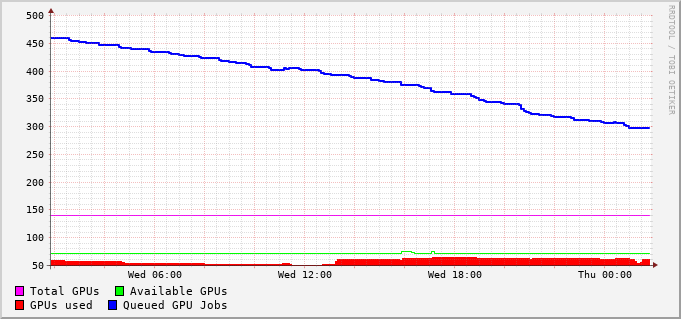 500
450
400
350
300
250
200
150
100
50
Wed 06:00 Wed 12:00 Wed 18:00 Thu 00:00
Total GPUs Available GPUs
GPUs used Queued GPU Jobs
RRDTOOL / TOBI OETIKER